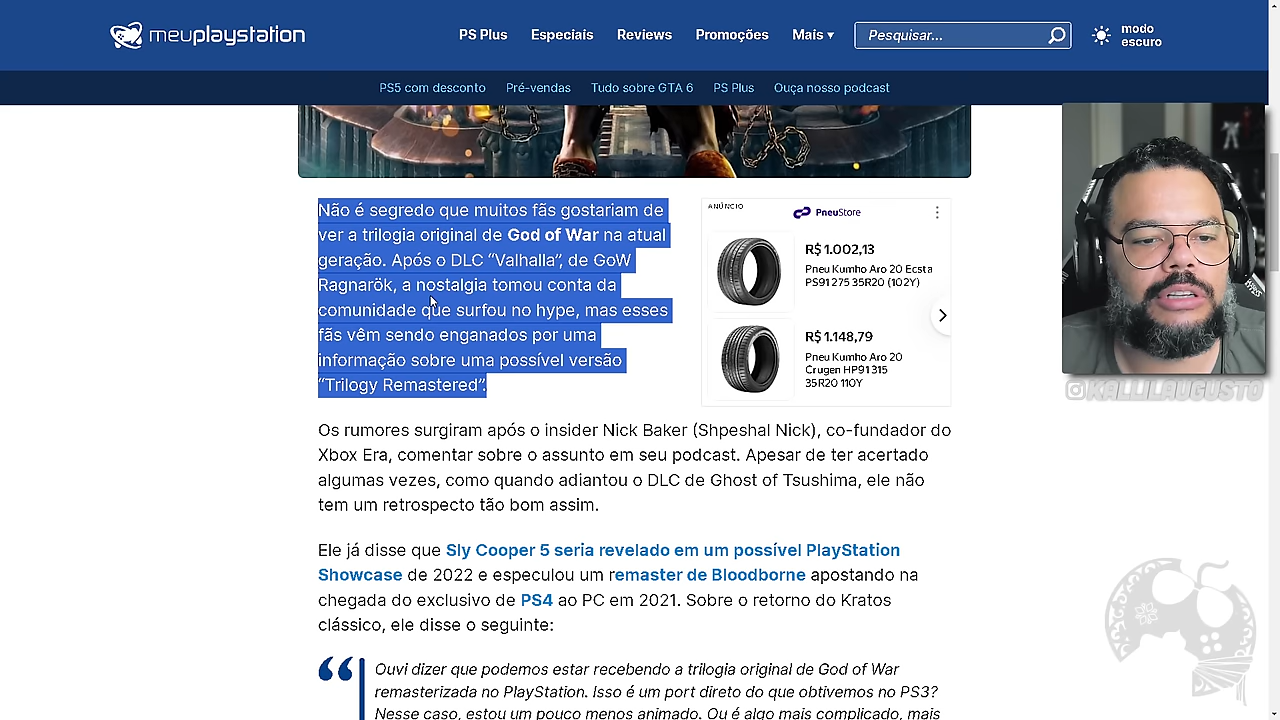 meuplaystation
PS Plus
Especiais
Reviews
Promoções
Mais ▾
Pesquisar...
modo
escuro
PS5 com desconto
Pré-vendas
Tudo sobre GTA 6
PS Plus
Ouça nosso podcast
Não é segredo que muitos fãs gostariam de
ver a trilogia original de God of War na atual
geração. Após o DLC “Valhalla”, de GoW
Ragnarök, a nostalgia tomou conta da
comunidade que surfou no hype, mas esses
fãs vêm sendo enganados por uma
informação sobre uma possível versão
“Trilogy Remastered”.
ANÚNCIO
PneuStore
R$ 1.002,13
Pneu Kumho Aro 20 Ecsta
PS91 275 35R20 (102Y)
R$ 1.148,79
Pneu Kumho Aro 20
Crugen HP91 315
35R20 110Y
@KALLILAUGUSTO
Os rumores surgiram após o insider Nick Baker (Shpeshal Nick), co-fundador do
Xbox Era, comentar sobre o assunto em seu podcast. Apesar de ter acertado
algumas vezes, como quando adiantou o DLC de Ghost of Tsushima, ele não
tem um retrospecto tão bom assim.
Ele já disse que Sly Cooper 5 seria revelado em um possível PlayStation
Showcase de 2022 e especulou um remaster de Bloodborne apostando na
chegada do exclusivo de PS4 ao PC em 2021. Sobre o retorno do Kratos
clássico, ele disse o seguinte:
“ Ouvi dizer que podemos estar recebendo a trilogia original de God of War
remasterizada no PlayStation. Isso é um port direto do que obtivemos no PS3?
Nesse caso, estou um pouco menos animado. Ou é algo mais complicado, mais